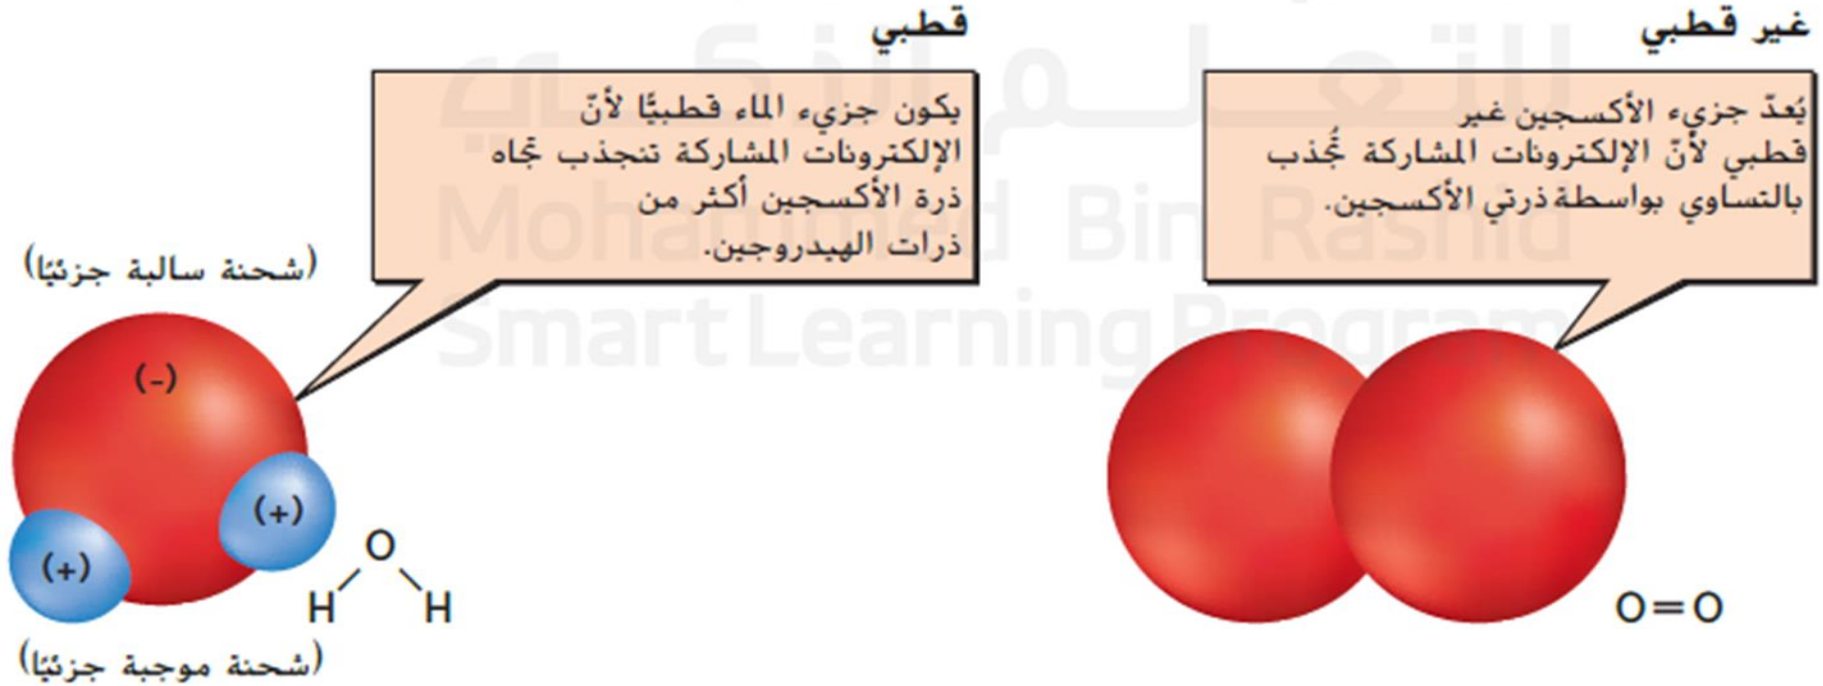 غير قطبي
يُعدّ جزيء الأكسجين غير
قطبي لأنّ الإلكترونات المشاركة تُجذب
بالتساوي بواسطة ذرتي الأكسجين.
O=O
قطبي
يكون جزيء الماء قطبيًّا لأنّ
الإلكترونات المشاركة تنجذب تجاه
ذرة الأكسجين أكثر من
ذرات الهيدروجين.
(شحنة سالبة جزئيًا)
(-)
(+)
(+)
O
H H
(شحنة موجبة جزئيًا)
للتعلم الذكي
Mohammed Bin Rashid
Smart Learning Program